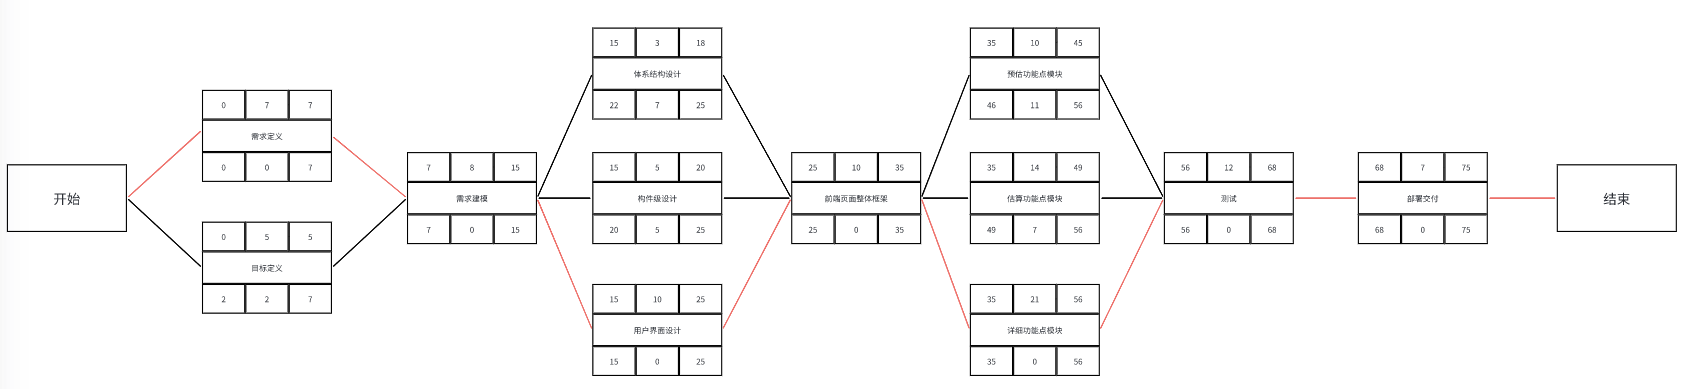 开始
0 7 7
需求定义
0 0 7
0 5 5
目标定义
2 2 7
7 8 15
需求建模
7 0 15
15 3 18
体系结构设计
22 7 25
15 5 20
构件级设计
20 5 25
15 10 25
用户界面设计
15 0 25
25 10 35
前端页面整体框架
25 0 35
35 10 45
预估功能点模块
46 11 56
35 14 49
估算功能点模块
49 7 56
35 21 56
详细功能点模块
35 0 56
56 12 68
测试
56 0 68
68 7 75
部署交付
68 0 75
结束